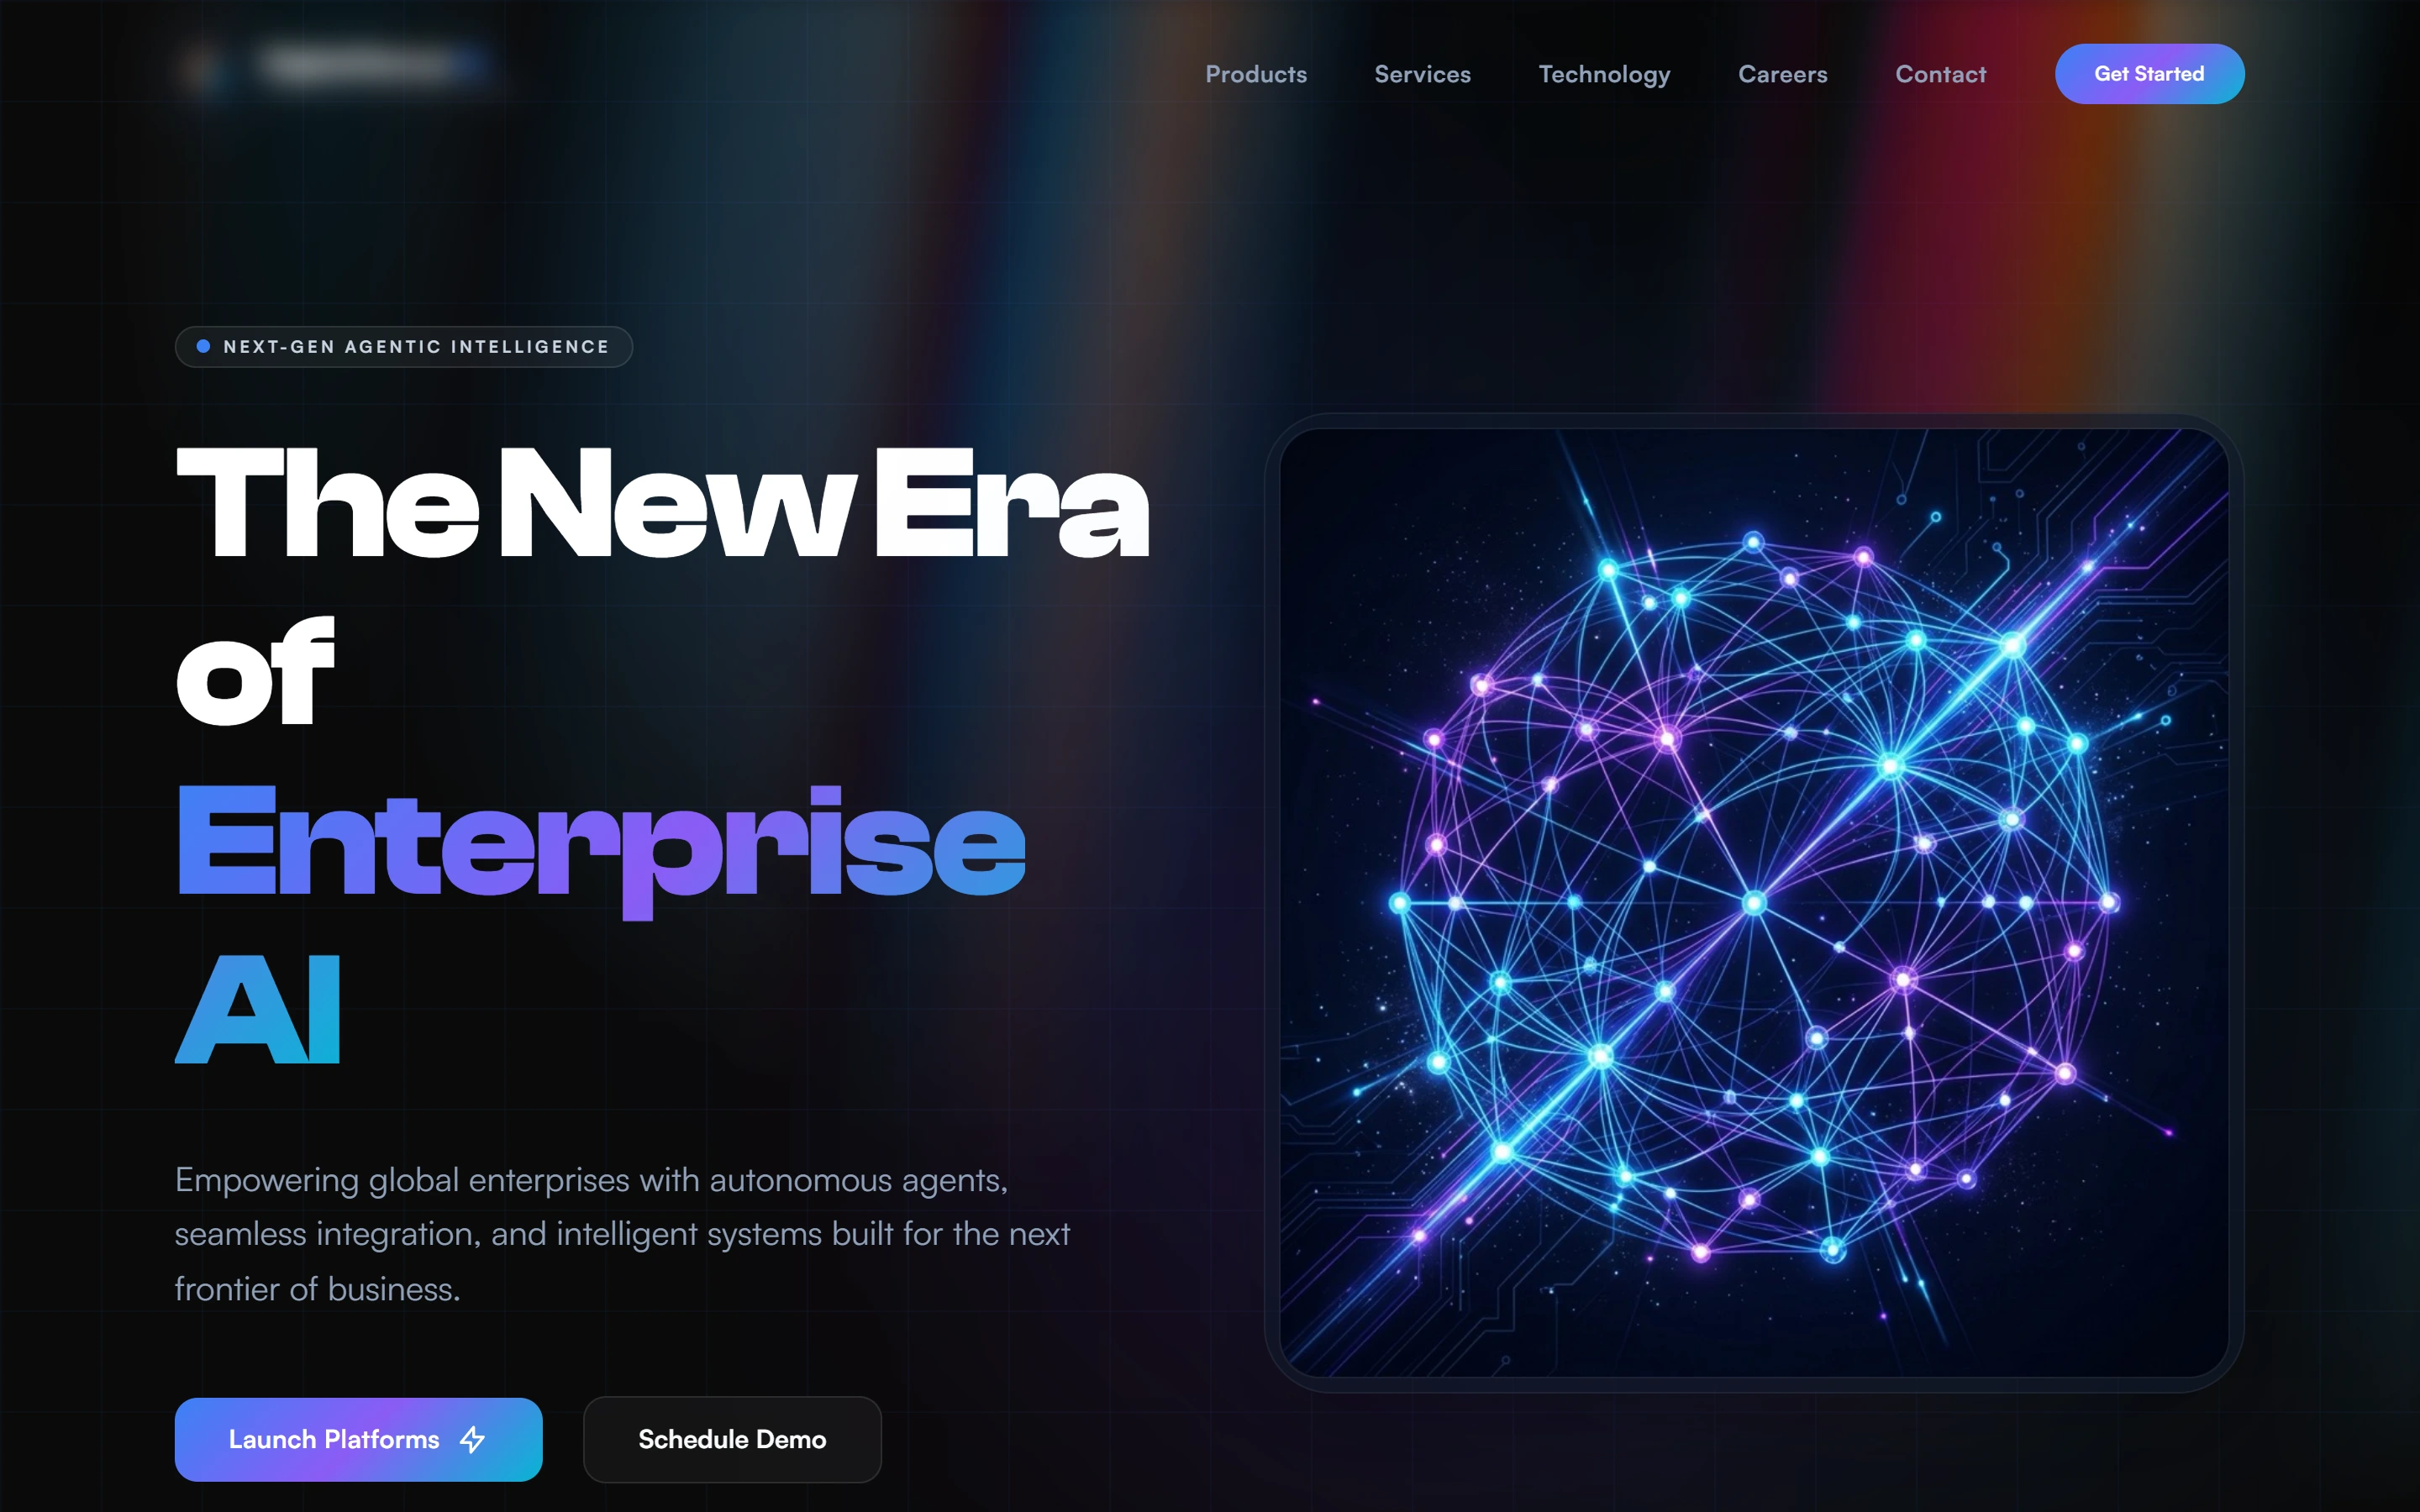 Products
Services
Technology
Careers
Contact
Get Started
NEXT-GEN AGENTIC INTELLIGENCE
The New Era
of
Enterprise
AI
Empowering global enterprises with autonomous agents,
seamless integration, and intelligent systems built for the next
frontier of business.
Launch Platforms
Schedule Demo